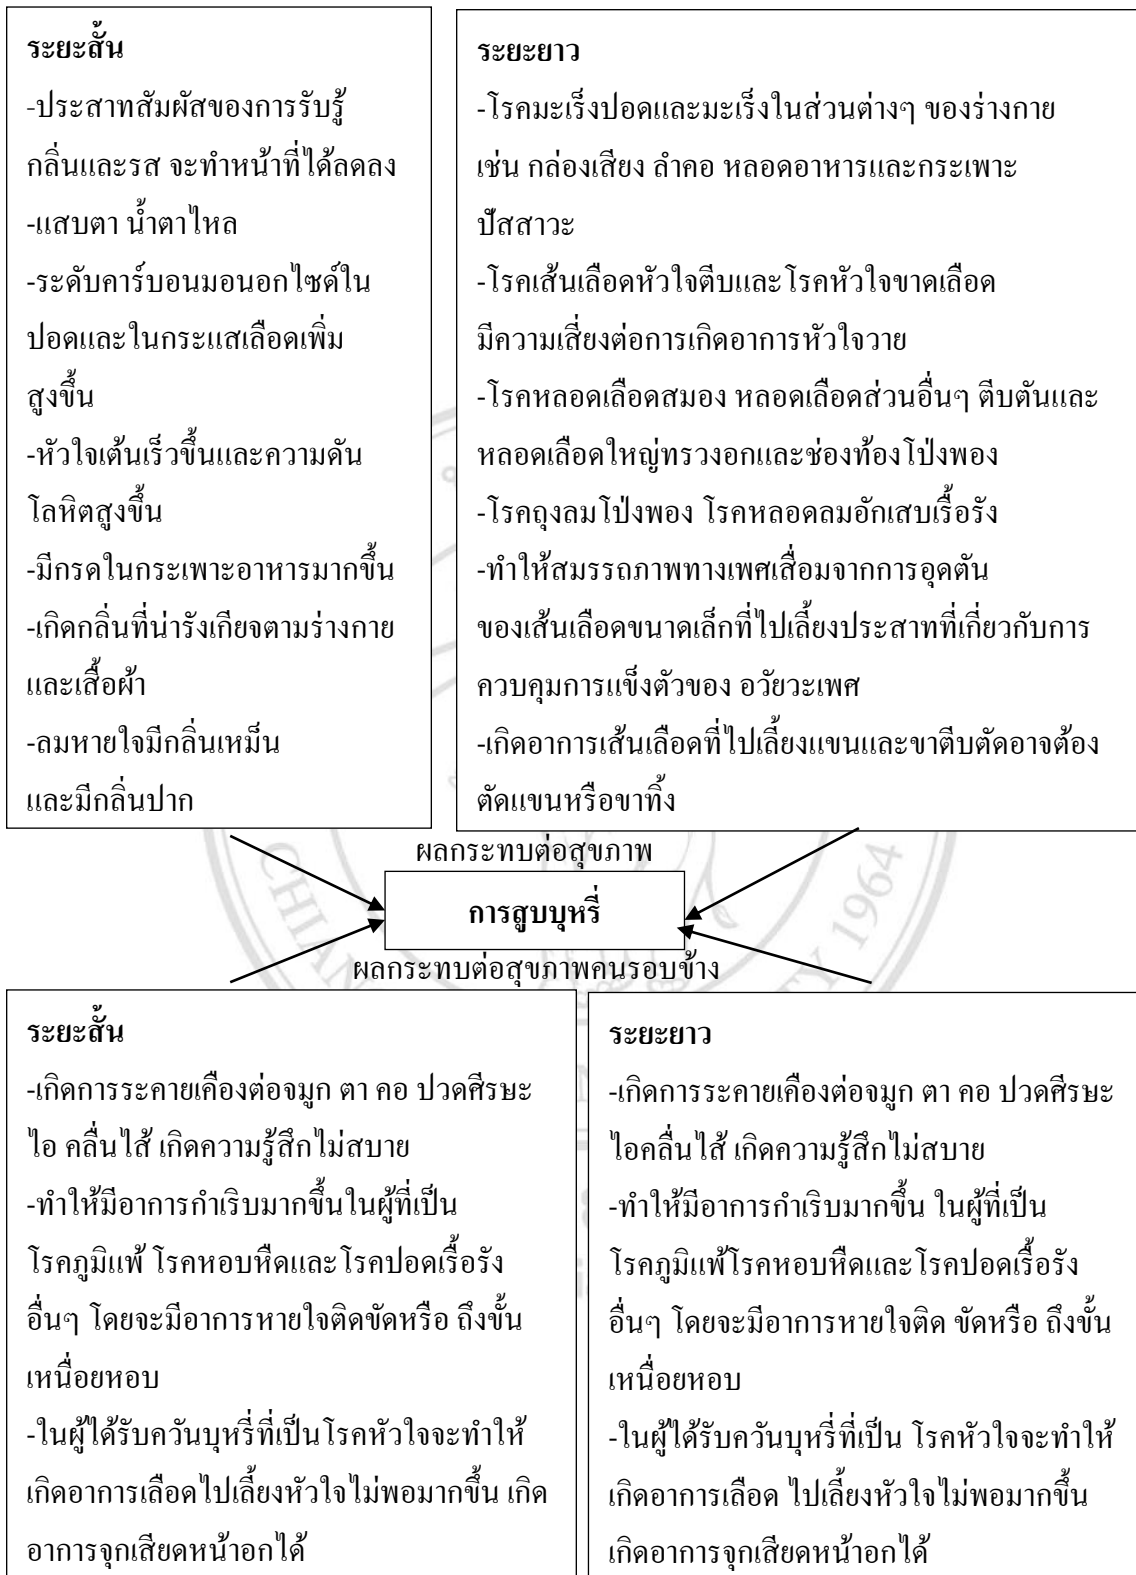 ระยะสั้น
-ประสาทสัมผัสของการรับรู้
กลิ่นและรส จะทำหน้าที่ได้ลดลง
-แสบตา น้ำตาไหล
-ระดับคาร์บอนมอนอกไซด์ใน
ปอดและในกระแสเลือดเพิ่ม
สูงขึ้น
-หัวใจเต้นเร็วขึ้นและความดัน
โลหิตสูงขึ้น
-มีกรดในกระเพาะอาหารมากขึ้น
-เกิดกลิ่นที่น่ารังเกียจตามร่างกาย
และเสื้อผ้า
-ลมหายใจมีกลิ่นเหม็น
และมีกลิ่นปาก
ระยะยาว
-โรคมะเร็งปอดและมะเร็งในส่วนต่างๆ ของร่างกาย
เช่น กล่องเสียง ลำคอ หลอดอาหารและกระเพาะ
ปัสสาวะ
-โรคเส้นเลือดหัวใจตีบและโรคหัวใจขาดเลือด
มีความเสี่ยงต่อการเกิดอาการหัวใจวาย
-โรคหลอดเลือดสมอง หลอดเลือดส่วนอื่นๆ ตีบตันและ
หลอดเลือดใหญ่ทรวงอกและช่องท้องโป่งพอง
-โรคถุงลมโป่งพอง โรคหลอดลมอักเสบเรื้อรัง
-ทำให้สมรรถภาพทางเพศเสื่อมจากการอุดตัน
ของเส้นเลือดขนาดเล็กที่ไปเลี้ยงประสาทที่เกี่ยวกับการ
ควบคุมการแข็งตัวของ อวัยวะเพศ
-เกิดอาการเส้นเลือดที่ไปเลี้ยงแขนและขาตีบตัดอาจต้อง
ตัดแขนหรือขาทิ้ง
ผลกระทบต่อสุขภาพ
การสูบบุหรี่
ผลกระทบต่อสุขภาพคนรอบข้าง
ระยะสั้น
-เกิดการระคายเคืองต่อจมูก ตา คอ ปวดศีรษะ
ไอ คลื่นไส้ เกิดความรู้สึกไม่สบาย
-ทำให้มีอาการกำเริบมากขึ้นในผู้ที่เป็น
โรคภูมิแพ้ โรคหอบหืดและโรคปอดเรื้อรัง
อื่นๆ โดยจะมีอาการหายใจติดขัดหรือ ถึงขั้น
เหนื่อยหอบ
-ในผู้ได้รับควันบุหรี่ที่เป็นโรคหัวใจจะทำให้
เกิดอาการเลือดไปเลี้ยงหัวใจไม่พอมากขึ้น เกิด
อาการจุกเสียดหน้าอกได้
ระยะยาว
-เกิดการระคายเคืองต่อจมูก ตา คอ ปวดศีรษะ
ไอคลื่นไส้ เกิดความรู้สึกไม่สบาย
-ทำให้มีอาการกำเริบมากขึ้น ในผู้ที่เป็น
โรคภูมิแพ้โรคหอบหืดและโรคปอดเรื้อรัง
อื่นๆ โดยจะมีอาการหายใจติด ขัดหรือ ถึงขั้น
เหนื่อยหอบ
-ในผู้ได้รับควันบุหรี่ที่เป็น โรคหัวใจจะทำให้
เกิดอาการเลือด ไปเลี้ยงหัวใจไม่พอมากขึ้น
เกิดอาการจุกเสียดหน้าอกได้
CHIAN
TY 1964